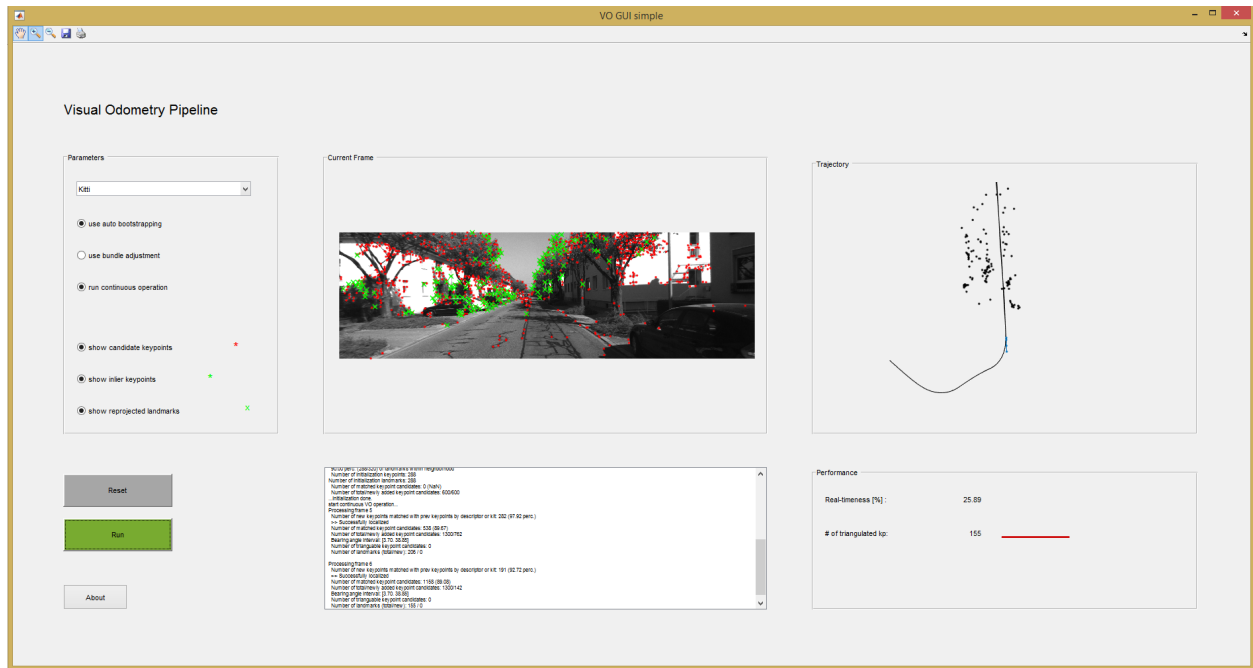 VO GUI simple
Visual Odometry Pipeline
Parameters
Kitti
use auto bootstrapping
use bundle adjustment
run continuous operation
show candidate keypoints *
show inlier keypoints *
show reprojected landmarks x
Reset
Run
About
Current Frame
90.00 perc. (288/320) of landmarks within neighborhood
Number of initialization keypoints: 288
Number of initialization landmarks: 288
Number of matched keypoint candidates: 0 (NaN)
Number of total/newly added keypoint candidates: 600/600
...initialization done
start continuous VO operation...
Processing frame 5
Number of new keypoints matched with prev keypoints by descriptor or klt: 282 (97.92 perc.)
>> Successfully localized
Number of matched keypoint candidates: 538 (89.67)
Number of total/newly added keypoint candidates: 1300/762
Bearing angle interval: [3.70, 38.88]
Number of triangulable keypoint candidates: 0
Number of landmarks (total/new): 206 / 0
Processing frame 6
Number of new keypoints matched with prev keypoints by descriptor or klt: 191 (92.72 perc.)
>> Successfully localized
Number of matched keypoint candidates: 1158 (89.08)
Number of total/newly added keypoint candidates: 1300/142
Bearing angle interval: [3.70, 38.88]
Number of triangulable keypoint candidates: 0
Number of landmarks (total/new): 155 / 0
Trajectory
Performance
Real-timeness [%] : 25.89
# of triangulated kp: 155